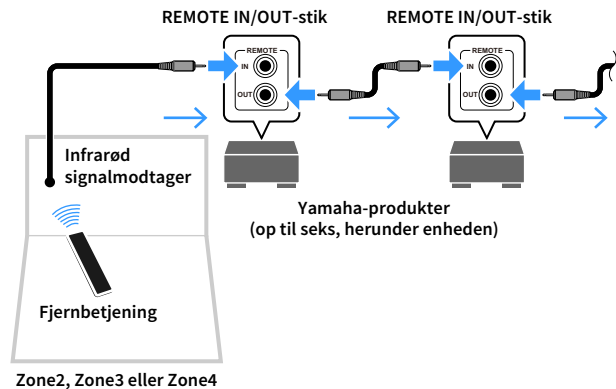 REMOTE IN/OUT-stik
REMOTE IN/OUT-stik
REMOTE
IN
OUT
REMOTE
IN
OUT
Infrarød
signalmodtager
Yamaha-produkter
(op til seks, herunder enheden)
Fjernbetjening
Zone2, Zone3 eller Zone4